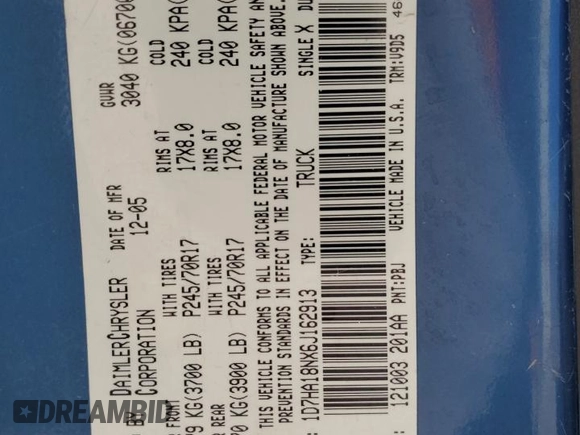 DAIMLERCHRYSLER
CORPORATION
DATE OF MFR
12-05
GVWR
3040 KG(0670
FRONT
WITH TIRES
RIMS AT
COLD
KG(3700 LB) P245/70R17
17X8.0
240 KPA(
REAR
WITH TIRES
RIMS AT
COLD
KG(3900 LB) P245/70R17
17X8.0
240 KPA(
THIS VEHICLE CONFORMS TO ALL APPLICABLE FEDERAL MOTOR VEHICLE SAFETY AN
PREVENTION STANDARDS IN EFFECT ON THE DATE OF MANUFACTURE SHOWN ABOVE.
1D7HA18NX6J162913 TYPE: TRUCK SINGLE X DU
121003 201AA PNT:PBJ VEHICLE MADE IN U.S.A. TRM:V9D5
DREAMBID
dreambid.com